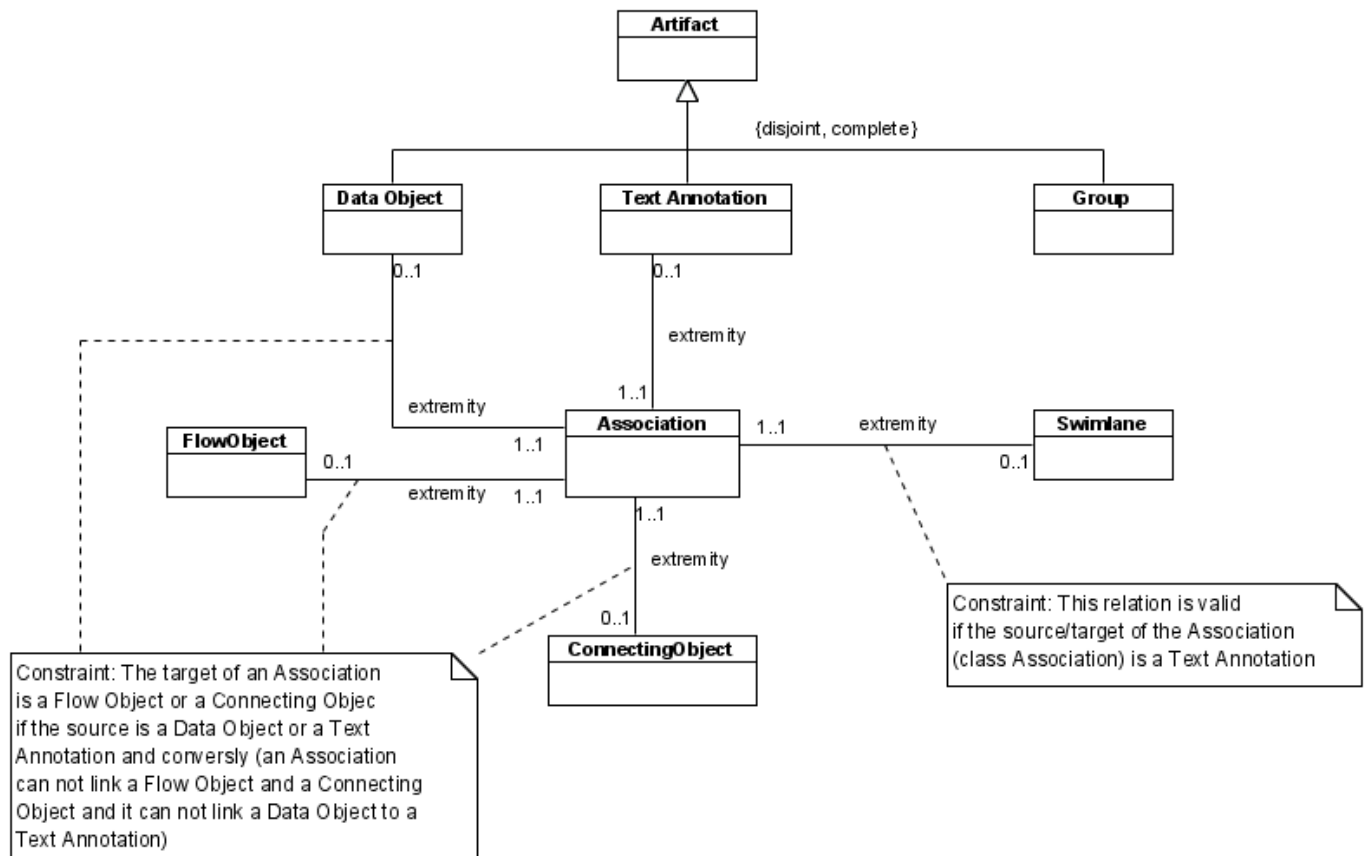 Artifact
{disjoint, complete}
Data Object
Text Annotation
Group
0..1
0..1
extremity
1..1
extremity
Association
1..1
extremity
Swimlane
FlowObject
1..1
0..1
0..1
extremity
1..1
1..1
extremity
0..1
ConnectingObject
Constraint: This relation is valid
if the source/target of the Association
(class Association) is a Text Annotation
Constraint: The target of an Association
is a Flow Object or a Connecting Objec
if the source is a Data Object or a Text
Annotation and conversly (an Association
can not link a Flow Object and a Connecting
Object and it can not link a Data Object to a
Text Annotation)